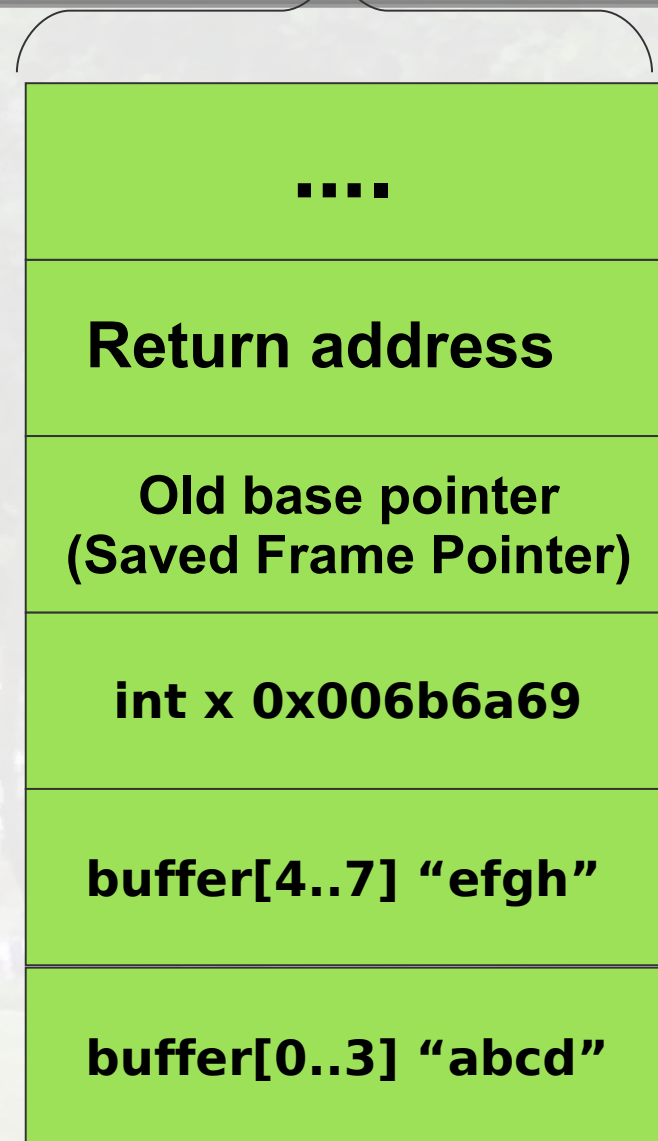 ....
Return address
Old base pointer
(Saved Frame Pointer)
int x 0x006b6a69
buffer[4..7] “efgh”
buffer[0..3] “abcd”